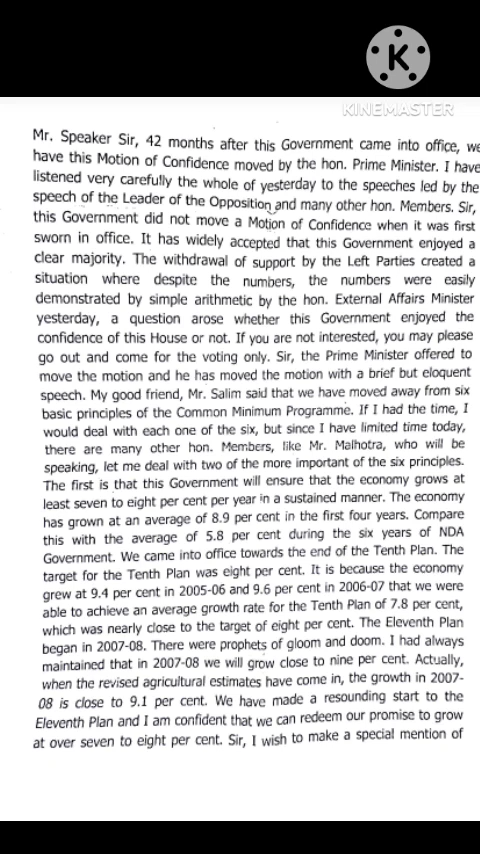 K
KINEMASTER
Mr. Speaker Sir, 42 months after this Government came into office, we
have this Motion of Confidence moved by the hon. Prime Minister. I have
listened very carefully the whole of yesterday to the speeches led by the
speech of the Leader of the Opposition and many other hon. Members. Sir,
this Government did not move a Motion of Confidence when it was first
sworn in office. It has widely accepted that this Government enjoyed a
clear majority. The withdrawal of support by the Left Parties created a
situation where despite the numbers, the numbers were easily
demonstrated by simple arithmetic by the hon. External Affairs Minister
yesterday, a question arose whether this Government enjoyed the
confidence of this House or not. If you are not interested, you may please
go out and come for the voting only. Sir, the Prime Minister offered to
move the motion and he has moved the motion with a brief but eloquent
speech. My good friend, Mr. Salim said that we have moved away from six
basic principles of the Common Minimum Programme. If I had the time, I
would deal with each one of the six, but since I have limited time today,
there are many other hon. Members, like Mr. Malhotra, who will be
speaking, let me deal with two of the more important of the six principles.
The first is that this Government will ensure that the economy grows at
least seven to eight per cent per year in a sustained manner. The economy
has grown at an average of 8.9 per cent in the first four years. Compare
this with the average of 5.8 per cent during the six years of NDA
Government. We came into office towards the end of the Tenth Plan. The
target for the Tenth Plan was eight per cent. It is because the economy
grew at 9.4 per cent in 2005-06 and 9.6 per cent in 2006-07 that we were
able to achieve an average growth rate for the Tenth Plan of 7.8 per cent,
which was nearly close to the target of eight per cent. The Eleventh Plan
began in 2007-08. There were prophets of gloom and doom. I had always
maintained that in 2007-08 we will grow close to nine per cent. Actually,
when the revised agricultural estimates have come in, the growth in 2007-
08 is close to 9.1 per cent. We have made a resounding start to the
Eleventh Plan and I am confident that we can redeem our promise to grow
at over seven to eight per cent. Sir, I wish to make a special mention of